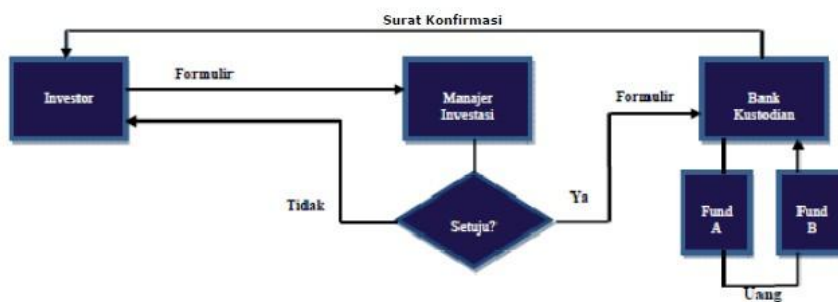 Surat Konfirmasi
Formulir
Investor
Manajer
Investasi
Formulir
Bank
Kustodian
Tidak
Setuju?
Ya
Fund
A
Fund
B
Uang